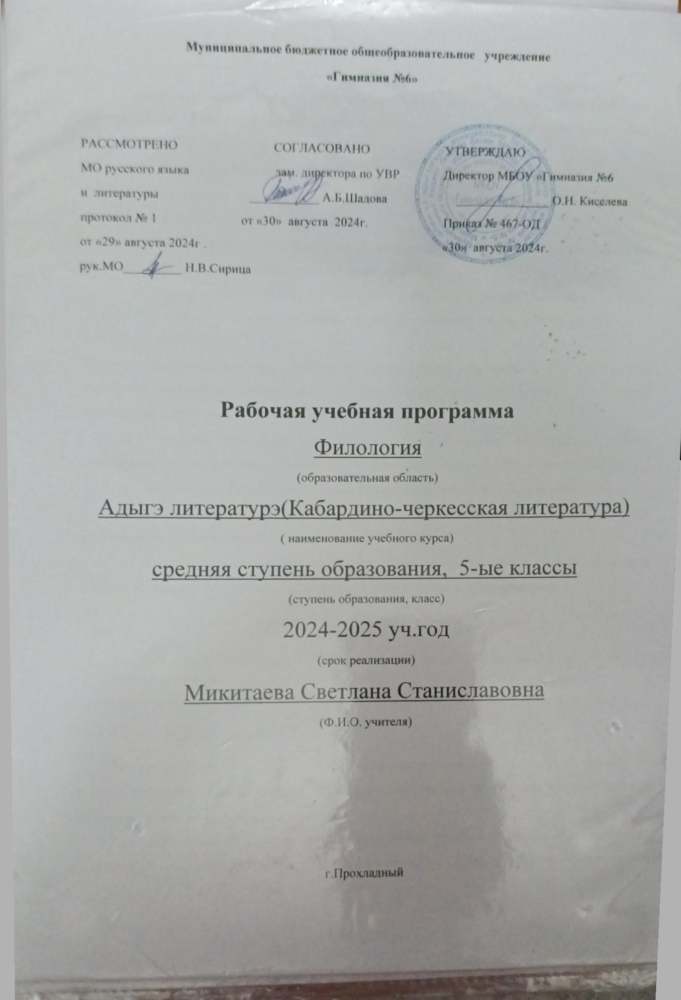 Муниципальное бюджетное общеобразовательное учреждение
«Гимназия №6»
РАССМОТРЕНО
МО русского языка
и литературы
протокол № 1
от «29» августа 2024г .
рук.МО_________ Н.В.Сирица
СОГЛАСОВАНО
зам. директора по УВР
___________ А.Б.Шадова
от «30» августа 2024г.
УТВЕРЖДАЮ
Директор МБОУ «Гимназия №6
______________ О.Н. Киселева
Приказ № 467-ОД
«30» августа 2024г.
МБОУ
Рабочая учебная программа
Филология
(образовательная область)
Адыгэ литературэ(Кабардино-черкесская литература)
( наименование учебного курса)
средняя ступень образования, 5-ые классы
(ступень образования, класс)
2024-2025 уч.год
(срок реализации)
Микитаева Светлана Станиславовна
(Ф.И.О. учителя)
г.Прохладный